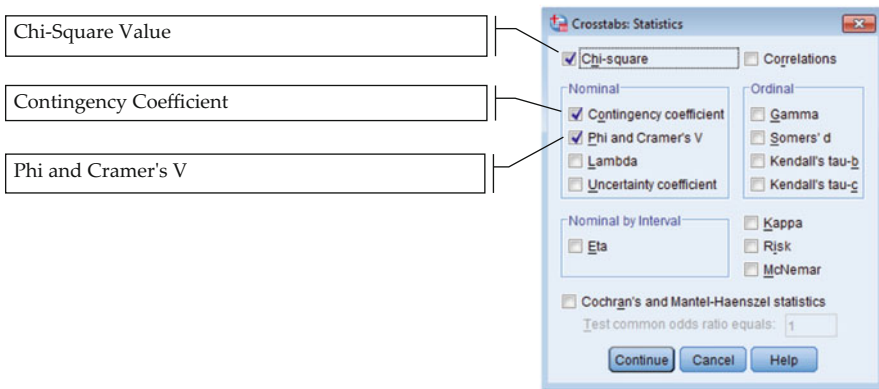 Chi-Square Value
Contingency Coefficient
Phi and Cramer's V
Crosstabs: Statistics
Chi-square
Correlations
Nominal
Contingency coefficient
Phi and Cramer's V
Lambda
Uncertainty coefficient
Ordinal
Gamma
Somers' d
Kendall's tau-b
Kendall's tau-c
Nominal by Interval
Eta
Kappa
Risk
McNemar
Cochran's and Mantel-Haenszel statistics
Test common odds ratio equals: 1
Continue Cancel Help